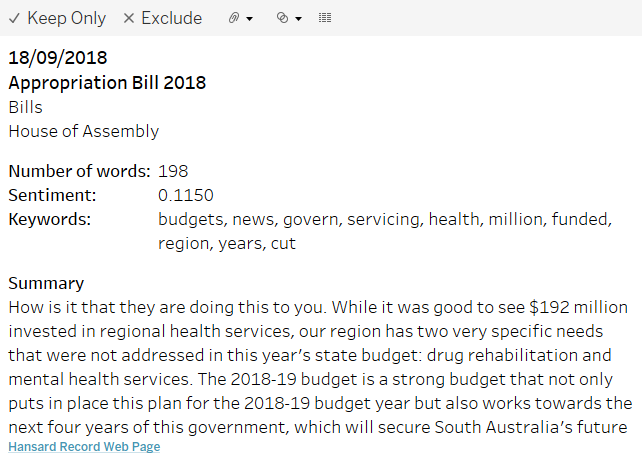 Keep Only Exclude
18/09/2018
Appropriation Bill 2018
Bills
House of Assembly
Number of words: 198
Sentiment: 0.1150
Keywords: budgets, news, govern, servicing, health, million, funded,
region, years, cut
Summary
How is it that they are doing this to you. While it was good to see $192 million
invested in regional health services, our region has two very specific needs
that were not addressed in this year's state budget: drug rehabilitation and
mental health services. The 2018-19 budget is a strong budget that not only
puts in place this plan for the 2018-19 budget year but also works towards the
next four years of this government, which will secure South Australia's future
Hansard Record Web Page